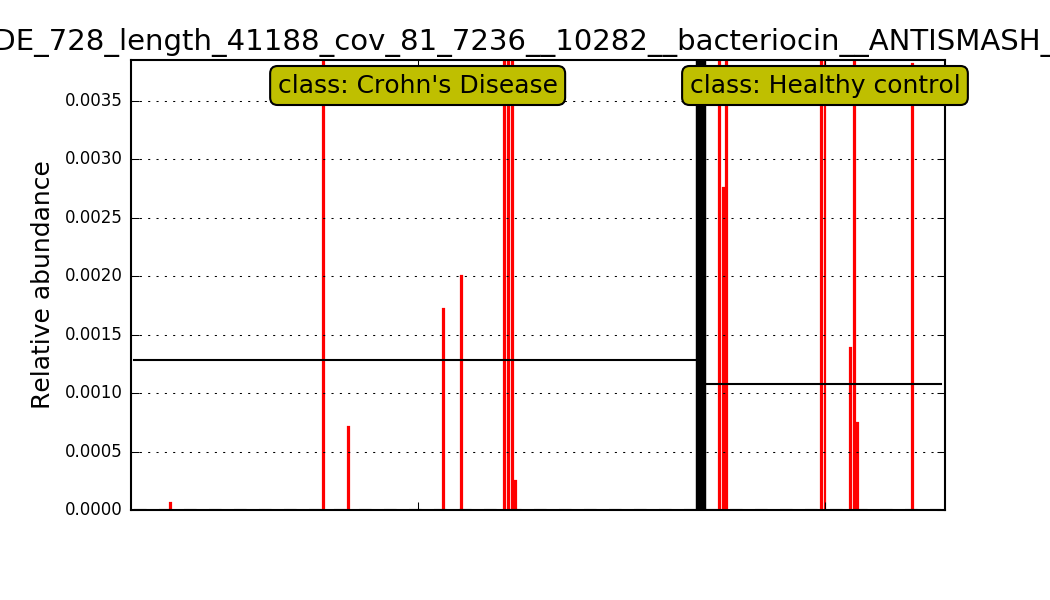 DE_728_length_41188_cov_81_7236__10282__bacteriocin__ANTISMASH_
class: Crohn's Disease
class: Healthy control
Relative abundance
0.0035
0.0030
0.0025
0.0020
0.0015
0.0010
0.0005
0.0000